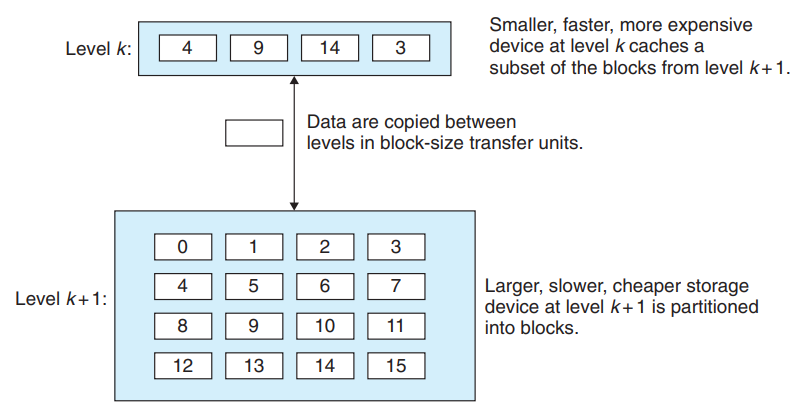 Smaller, faster, more expensive
device at level k caches a
subset of the blocks from level k+1.
Level k:
4 9 14 3
Data are copied between
levels in block-size transfer units.
0 1 2 3
4 5 6 7
Level k+1:
8 9 10 11
12 13 14 15
Larger, slower, cheaper storage
device at level k+1 is partitioned
into blocks.